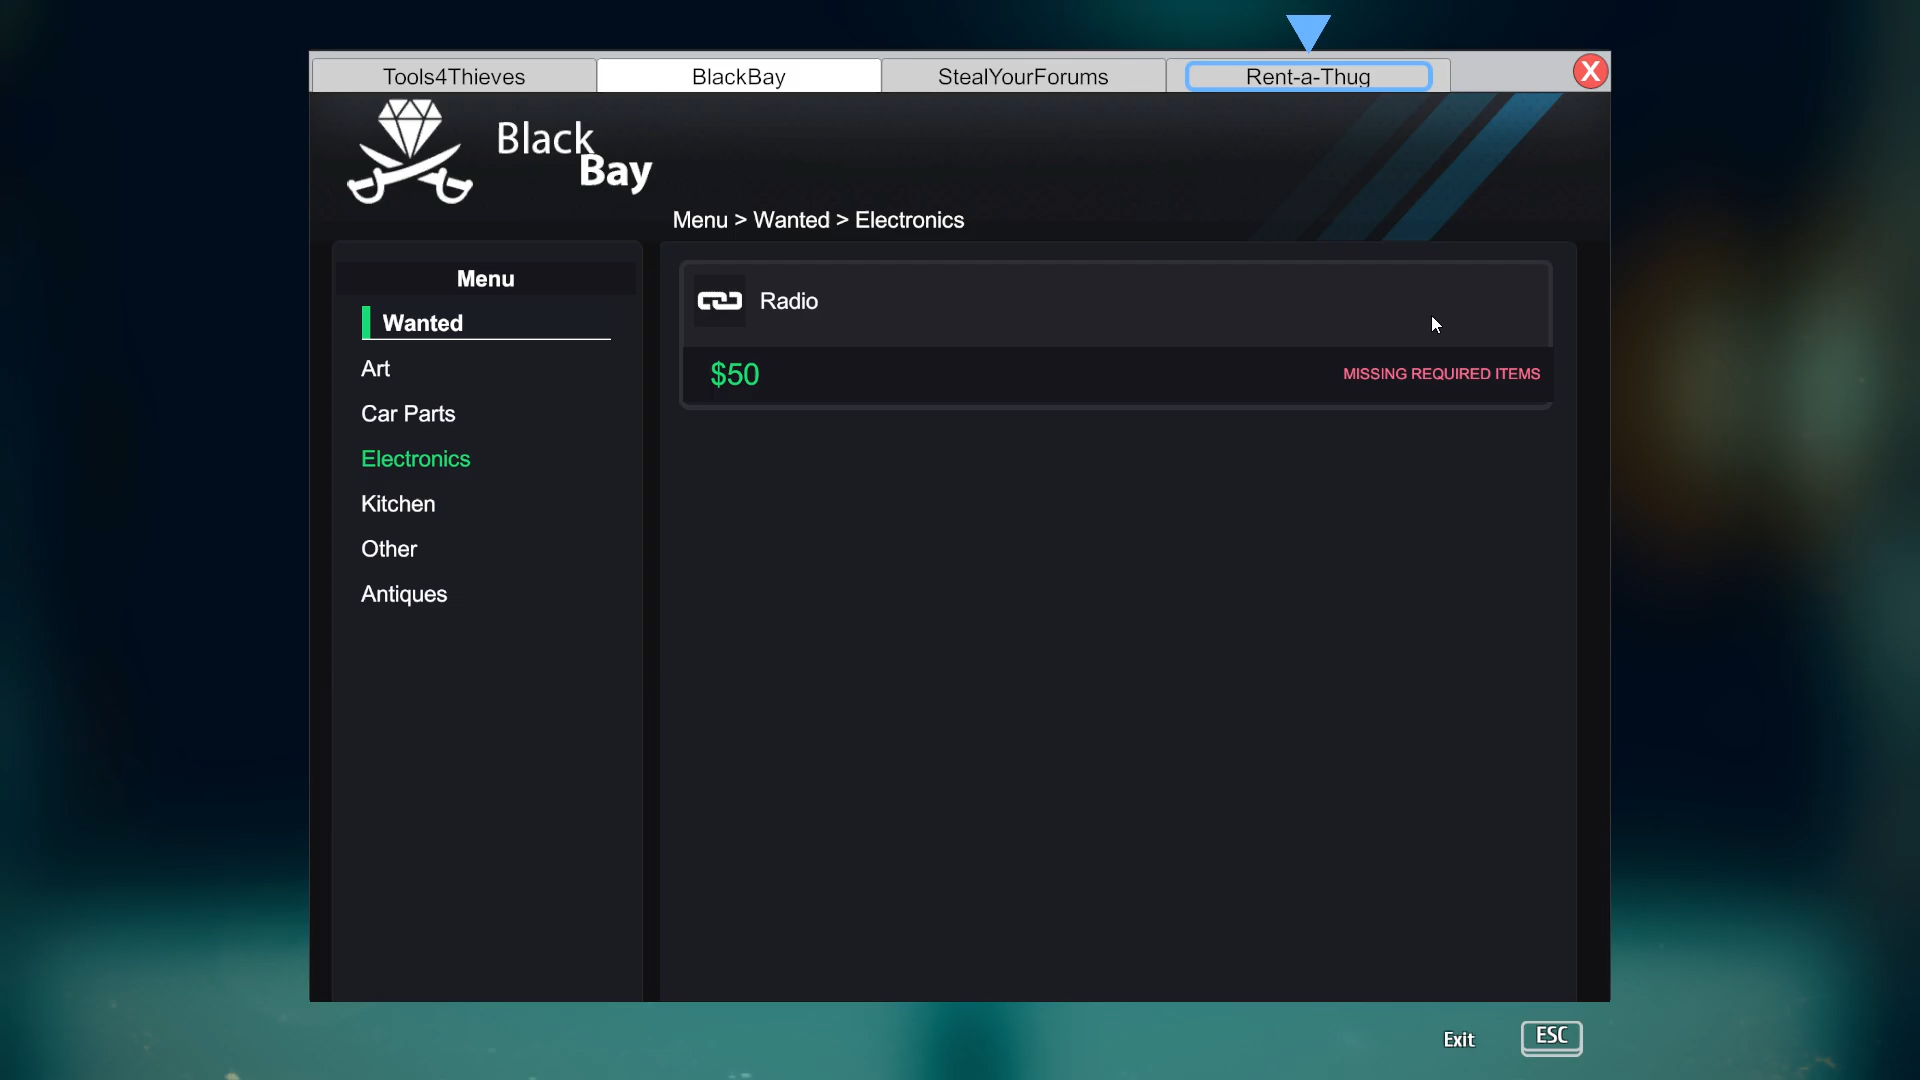 Tools4Thieves
BlackBay
StealYourForums
Rent-a-Thug
X
Black
Bay
Menu > Wanted > Electronics
Menu
Wanted
Art
Car Parts
Electronics
Kitchen
Other
Antiques
Radio
$50
MISSING REQUIRED ITEMS
Exit
ESC